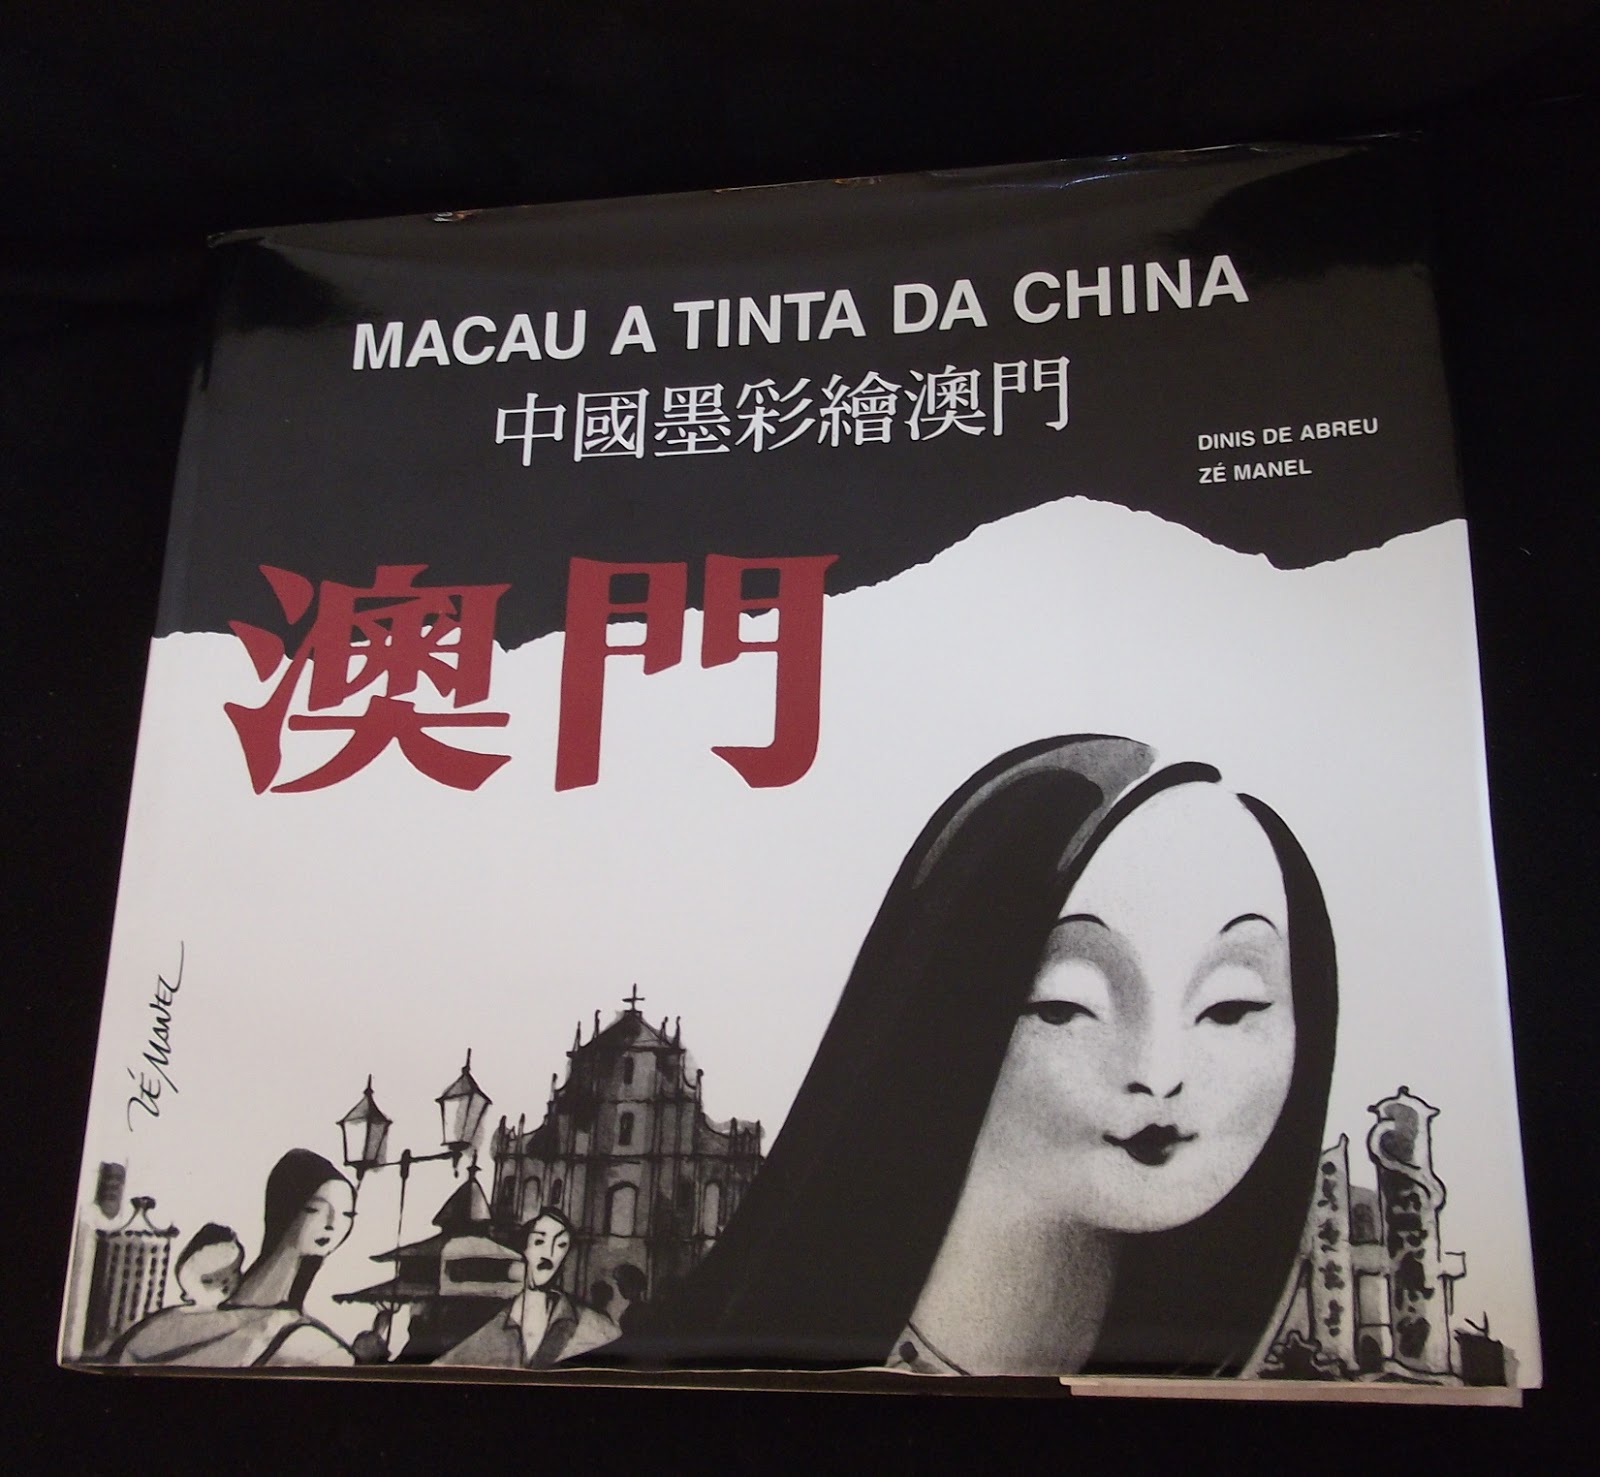 MACAU A TINTA DA CHINA
中國墨彩繪澳門
DINIS DE ABREU
ZÉ MANEL
澳門
ZÉ MANEL